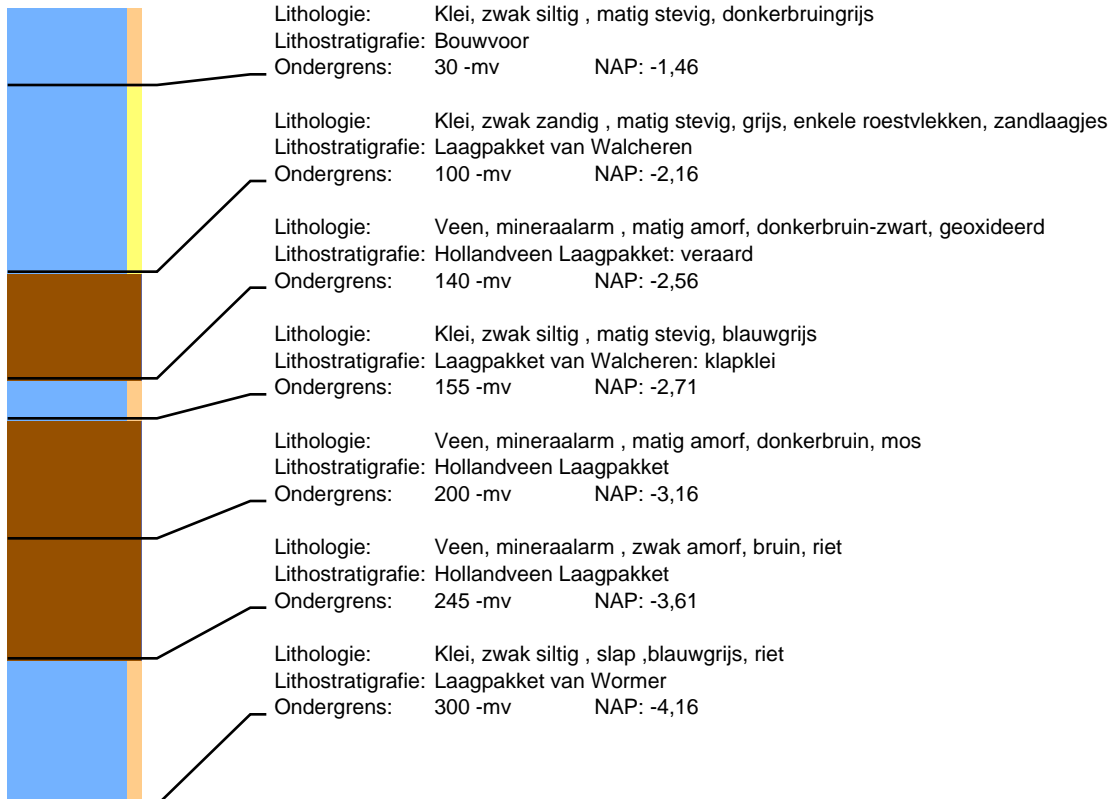 Lithologie: Klei, zwak siltig , matig stevig, donkerbruingrijs
Lithostratigrafie: Bouwvoor
Ondergrens: 30 -mv NAP: -1,46
Lithologie: Klei, zwak zandig , matig stevig, grijs, enkele roestvlekken, zandlaagjes
Lithostratigrafie: Laagpakket van Walcheren
Ondergrens: 100 -mv NAP: -2,16
Lithologie: Veen, mineraalarm , matig amorf, donkerbruin-zwart, geoxideerd
Lithostratigrafie: Hollandveen Laagpakket: veraard
Ondergrens: 140 -mv NAP: -2,56
Lithologie: Klei, zwak siltig , matig stevig, blauwgrijs
Lithostratigrafie: Laagpakket van Walcheren: klapklei
Ondergrens: 155 -mv NAP: -2,71
Lithologie: Veen, mineraalarm , matig amorf, donkerbruin, mos
Lithostratigrafie: Hollandveen Laagpakket
Ondergrens: 200 -mv NAP: -3,16
Lithologie: Veen, mineraalarm , zwak amorf, bruin, riet
Lithostratigrafie: Hollandveen Laagpakket
Ondergrens: 245 -mv NAP: -3,61
Lithologie: Klei, zwak siltig , slap ,blauwgrijs, riet
Lithostratigrafie: Laagpakket van Wormer
Ondergrens: 300 -mv NAP: -4,16